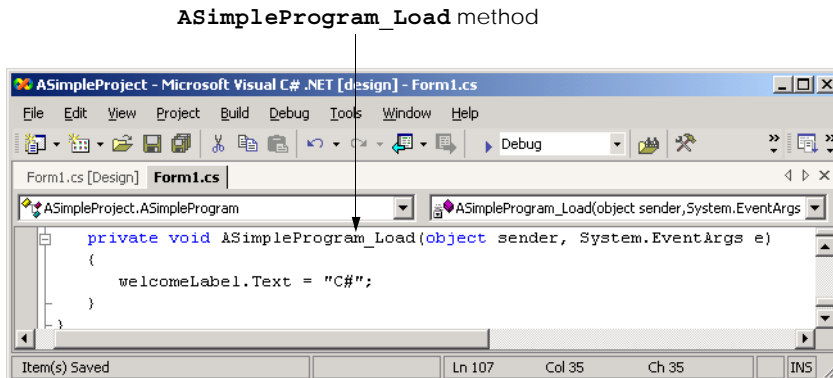 ASimpleProgram_Load method
ASimpleProject - Microsoft Visual C# .NET [design] - Form1.cs
File Edit View Project Build Debug Tools Window Help
Debug
Form1.cs [Design] Form1.cs
ASimpleProject.ASimpleProgram ASimpleProgram_Load(object sender,System.EventArgs
private void ASimpleProgram_Load(object sender, System.EventArgs e)
{
welcomeLabel.Text = "C#";
}
}
Item(s) Saved Ln 107 Col 35 Ch 35 INS